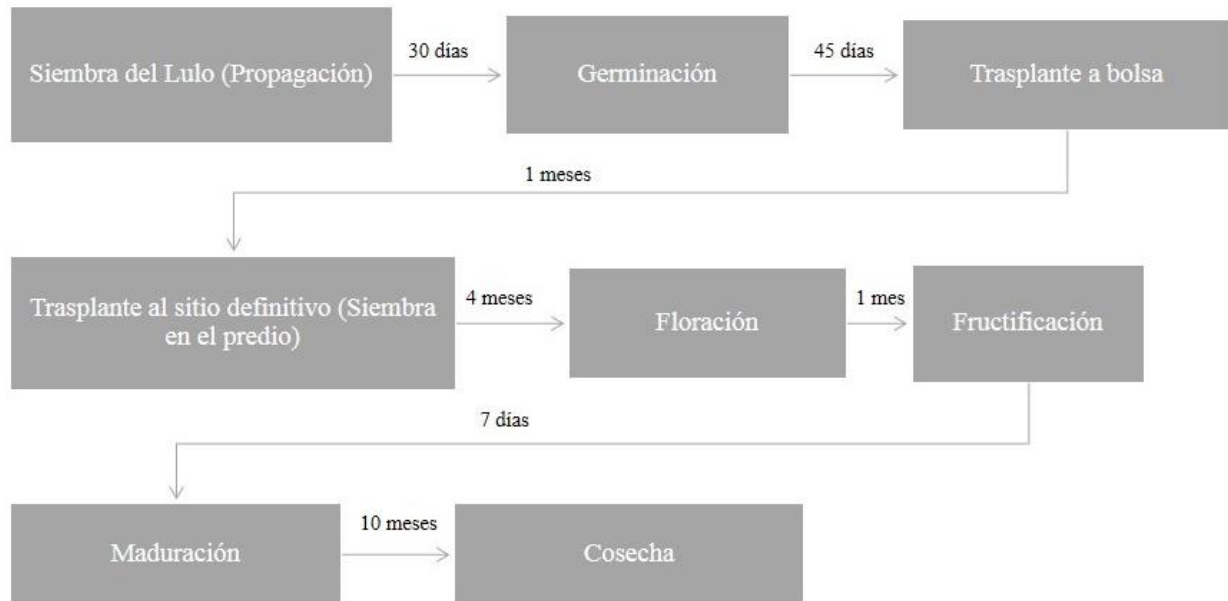 Siembra del Lulo (Propagación)
30 días
Germinación
45 días
Trasplante a bolsa
1 meses
Trasplante al sitio definitivo (Siembra
en el predio)
4 meses
Floración
1 mes
Fructificación
7 días
Maduración
10 meses
Cosecha